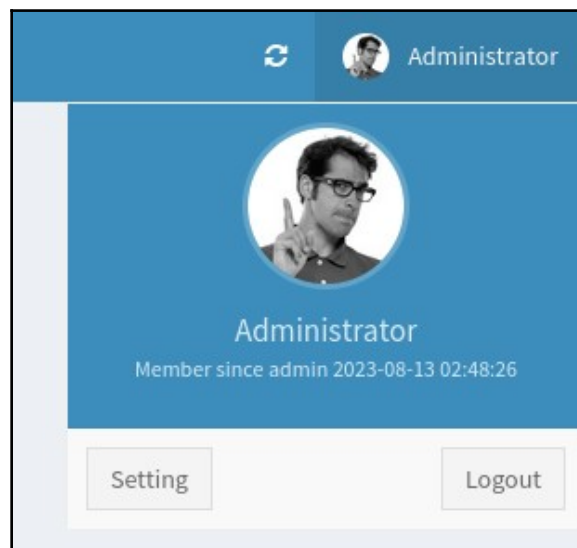 Administrator
Administrator
Member since admin 2023-08-13 02:48:26
Setting
Logout